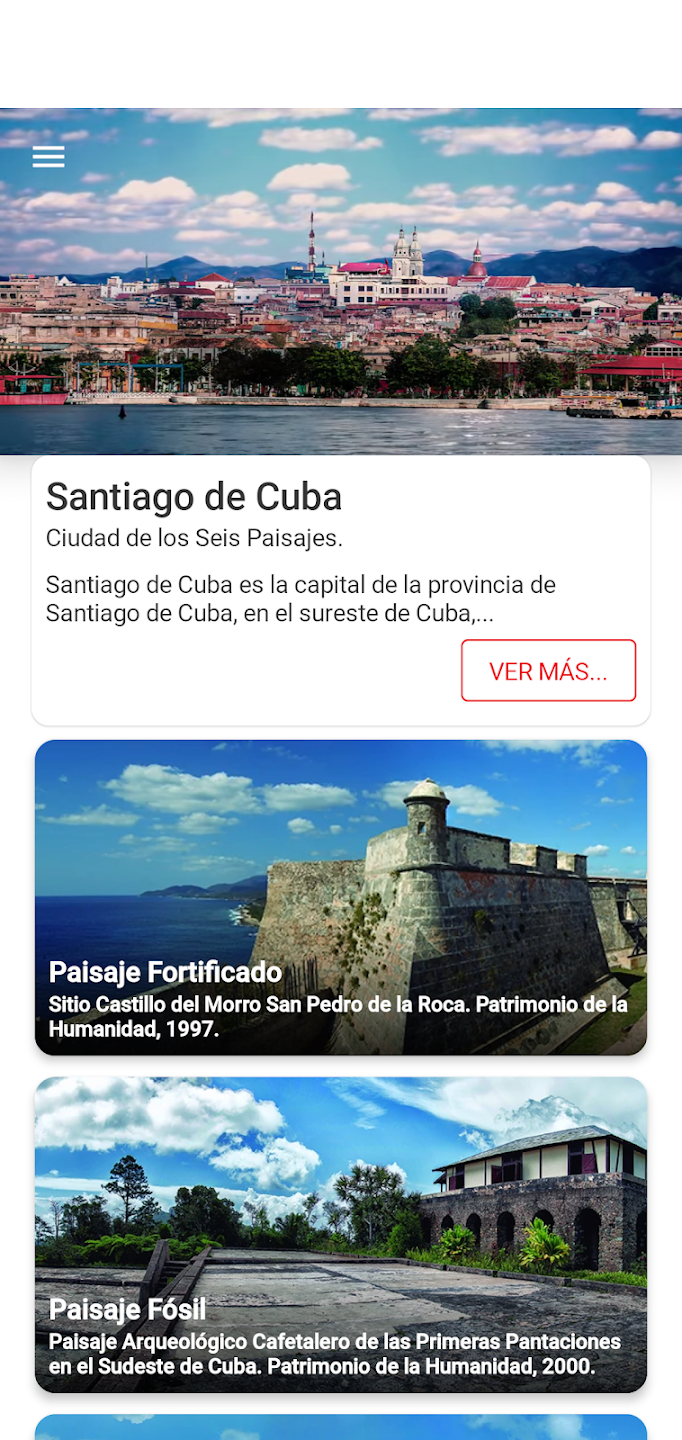 Santiago de Cuba
Ciudad de los Seis Paisajes.
Santiago de Cuba es la capital de la provincia de
Santiago de Cuba, en el sureste de Cuba,...
VER MÁS...
Paisaje Fortificado
Sitio Castillo del Morro San Pedro de la Roca. Patrimonio de la
Humanidad, 1997.
Paisaje Fósil
Paisaje Arqueológico Cafetalero de las Primeras Pantaciones
en el Sudeste de Cuba. Patrimonio de la Humanidad, 2000.